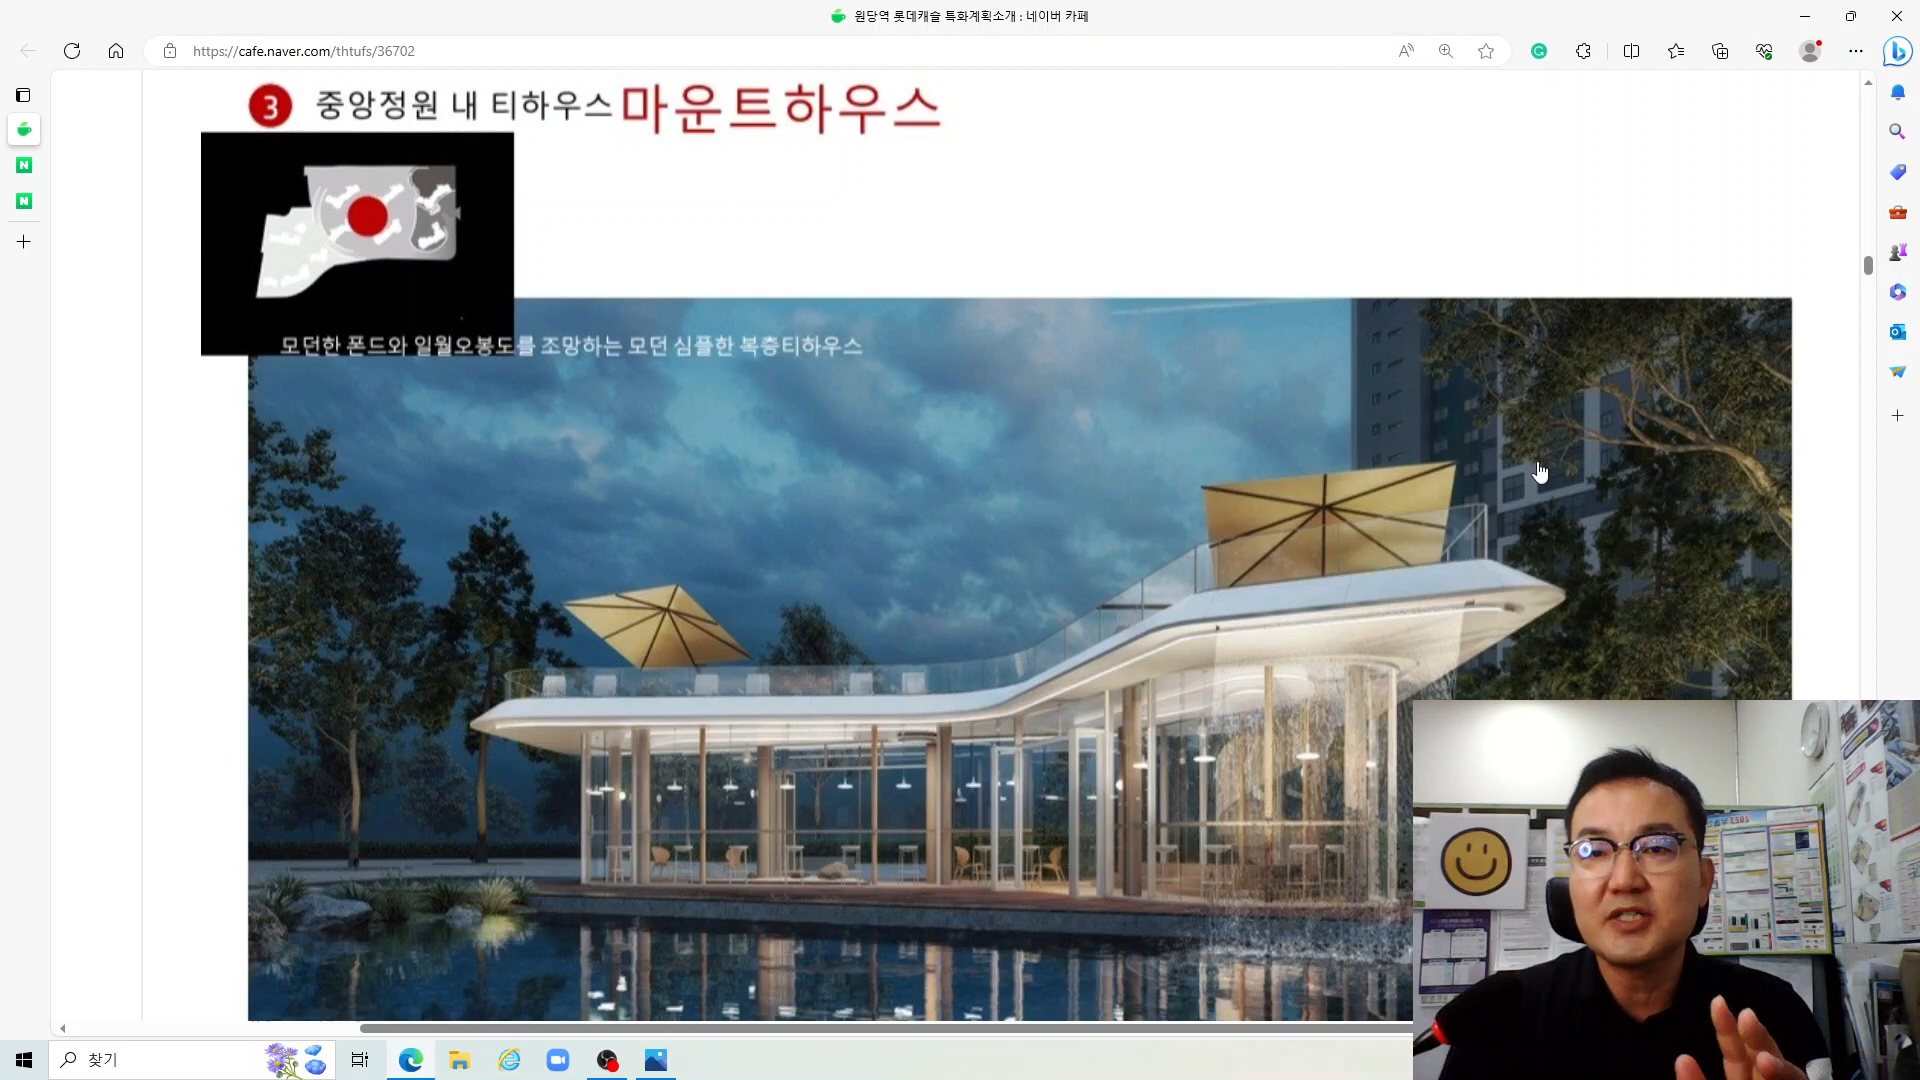 원당역 롯데캐슬 특화계획소개 : 네이버 카페
https://cafe.naver.com/thtufs/36702
3 중앙정원 내 티하우스 마운트하우스
모던한 폰드와 일월오봉도를 조망하는 모던 심플한 복층티하우스
찾기